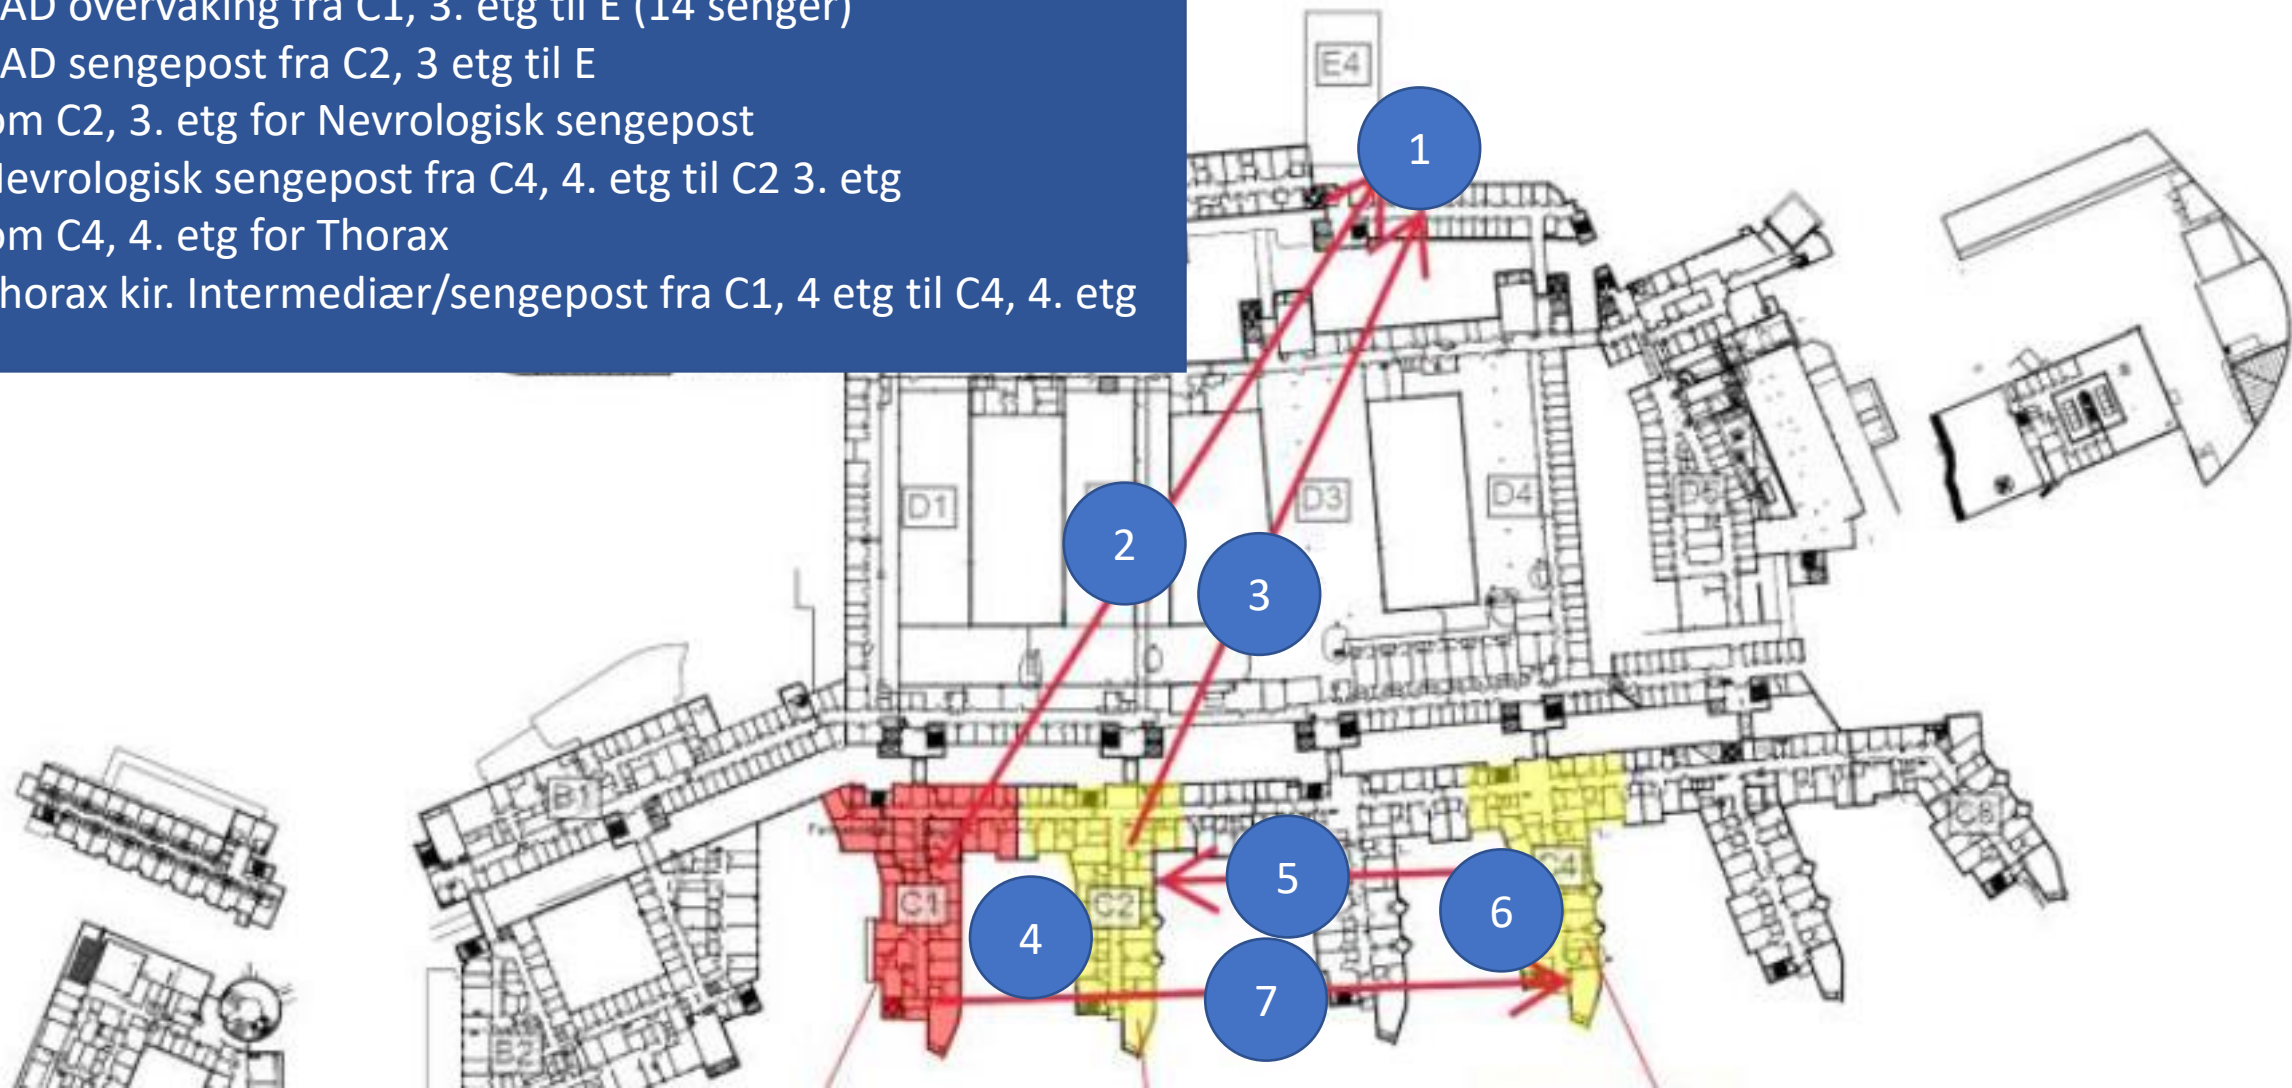 AD overvåking fra C1, 3. etg til E (14 senger)
AD sengepost fra C2, 3 etg til E
om C2, 3. etg for Nevrologisk sengepost
Nevrologisk sengepost fra C4, 4. etg til C2 3. etg
om C4, 4. etg for Thorax
Thorax kir. Intermediær/sengepost fra C1, 4 etg til C4, 4. etg
E4
1
D1
D3
D4
D5
2
3
B1
C6
C1
C2
C4
4
5
6
7
B2